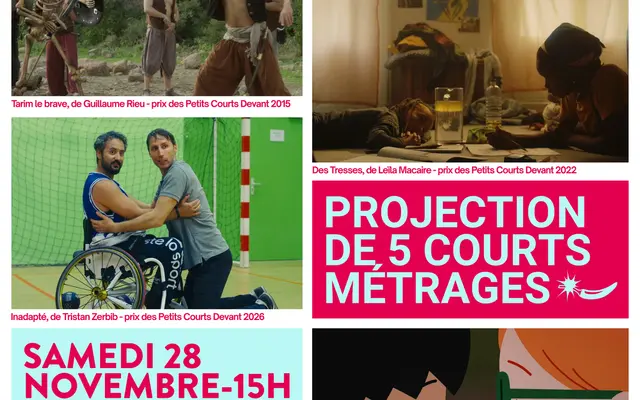 Tarim le brave, de Guillaume Rieu - prix des Petits Courts Devant 2015
Des Tresses, de Leïla Macaire - prix des Petits Courts Devant 2022
PROJECTION
DE 5 COURTS
MÉTRAGES
Inadapté, de Tristan Zerbib - prix des Petits Courts Devant 2026
SAMEDI 28
NOVEMBRE-15H